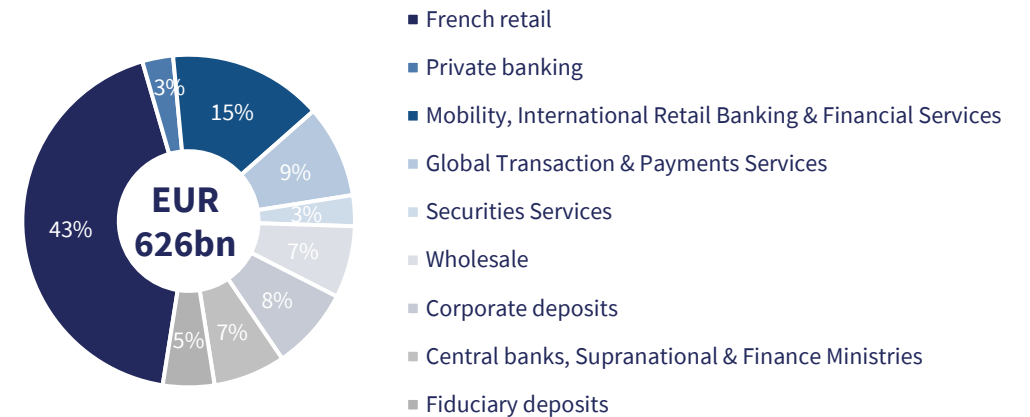 French retail
Private banking
Mobility, International Retail Banking & Financial Services
Global Transaction & Payments Services
Securities Services
Wholesale
Corporate deposits
Central banks, Supranational & Finance Ministries
Fiduciary deposits
3%
15%
9%
3%
7%
8%
7%
5%
43%
EUR
626bn